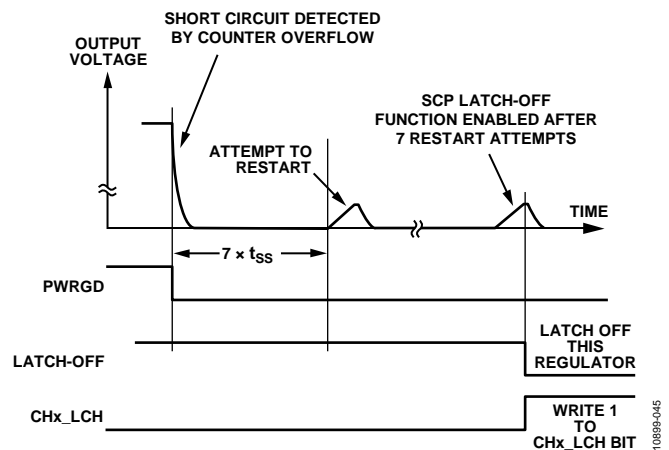 SHORT CIRCUIT DETECTED
BY COUNTER OVERFLOW
OUTPUT
VOLTAGE
SCP LATCH-OFF
FUNCTION ENABLED AFTER
7 RESTART ATTEMPTS
ATTEMPT TO
RESTART
TIME
7 × tSS
PWRGD
LATCH-OFF
LATCH OFF
THIS
REGULATOR
CHx_LCH
WRITE 1
TO
CHx_LCH BIT
10899-045